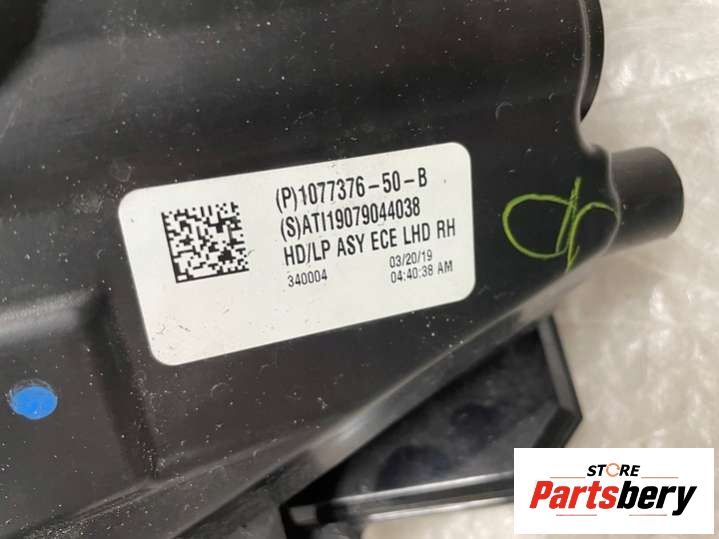 (P)1077376-50-B
(S)ATI19079044038
HD/LP ASY ECE LHD RH
340004 03/20/19
04:40:38 AM
STORE
Partsbery